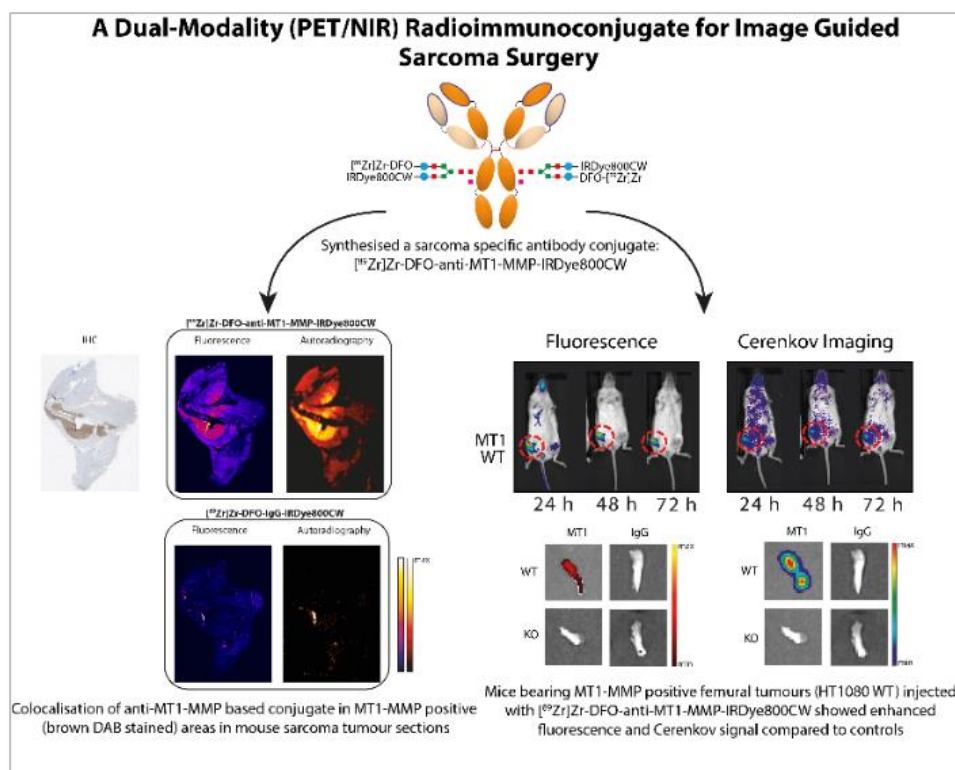 A Dual-Modality (PET/NIR) Radioimmunoconjugate for Image Guided
Sarcoma Surgery
[⁸⁹Zr]Zr-DFO
IRDye800CW
IRDye800CW
DFO-[⁸⁹Zr]Zr
Synthesised a sarcoma specific antibody conjugate:
[⁸⁹Zr]Zr-DFO-anti-MT1-MMP-IRDye800CW
IHC
[⁸⁹Zr]Zr-DFO-anti-MT1-MMP-IRDye800CW
Fluorescence
Autoradiography
[⁸⁹Zr]Zr-DFO-IgG-IRDye800CW
Fluorescence
Autoradiography
max
Colocalisation of anti-MT1-MMP based conjugate in MT1-MMP positive
(brown DAB stained) areas in mouse sarcoma tumour sections
Fluorescence
Cerenkov Imaging
MT1
WT
24 h
48 h
72 h
24 h
48 h
72 h
MT1
IgG
WT
KO
max
min
MT1
IgG
WT
KO
max
min
Mice bearing MT1-MMP positive femural tumours (HT1080 WT) injected
with [⁸⁹Zr]Zr-DFO-anti-MT1-MMP-IRDye800CW showed enhanced
fluorescence and Cerenkov signal compared to controls